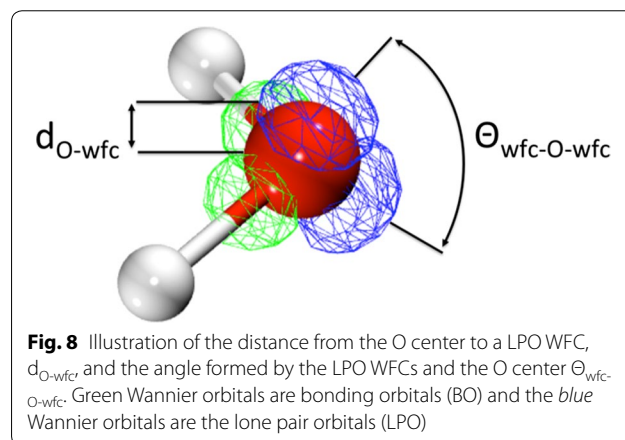 d_O-wfc
Θ_wfc-O-wfc
Fig. 8 Illustration of the distance from the O center to a LPO WFC,
d_O-wfc, and the angle formed by the LPO WFCs and the O center Θ_wfc-
O-wfc. Green Wannier orbitals are bonding orbitals (BO) and the blue
Wannier orbitals are the lone pair orbitals (LPO)